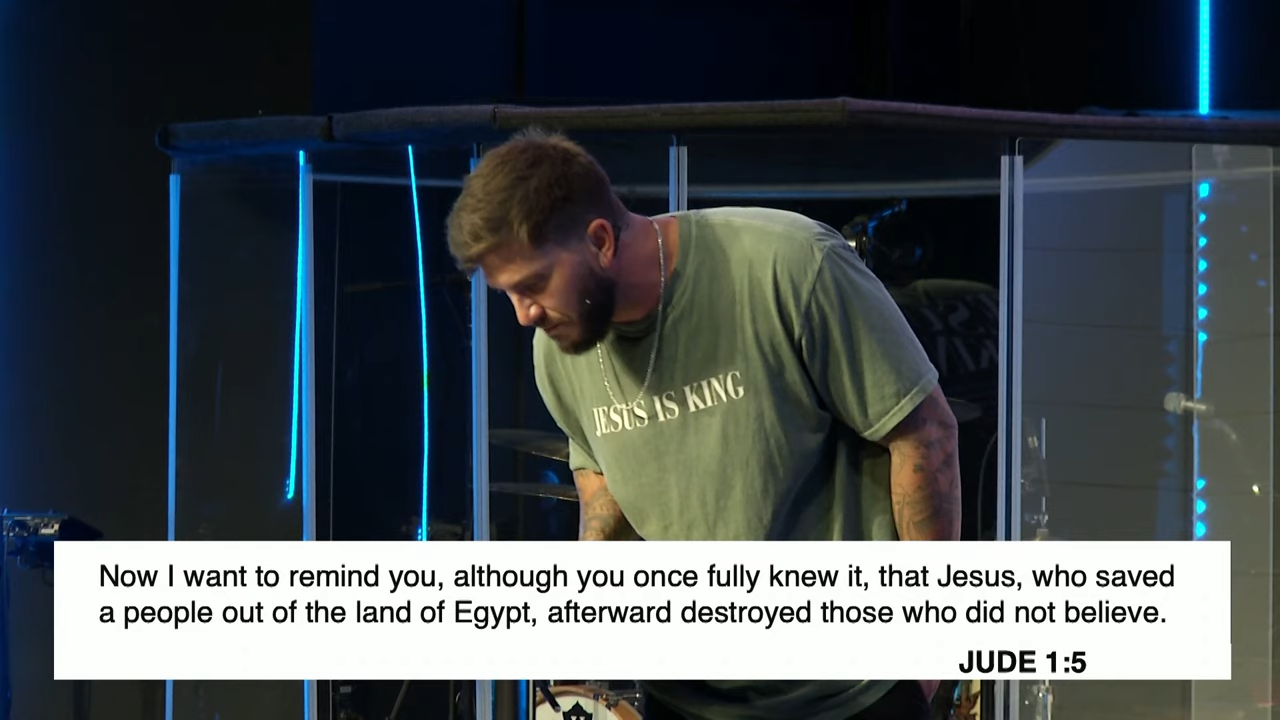 JESUS IS KING
Now I want to remind you, although you once fully knew it, that Jesus, who saved
a people out of the land of Egypt, afterward destroyed those who did not believe.
JUDE 1:5